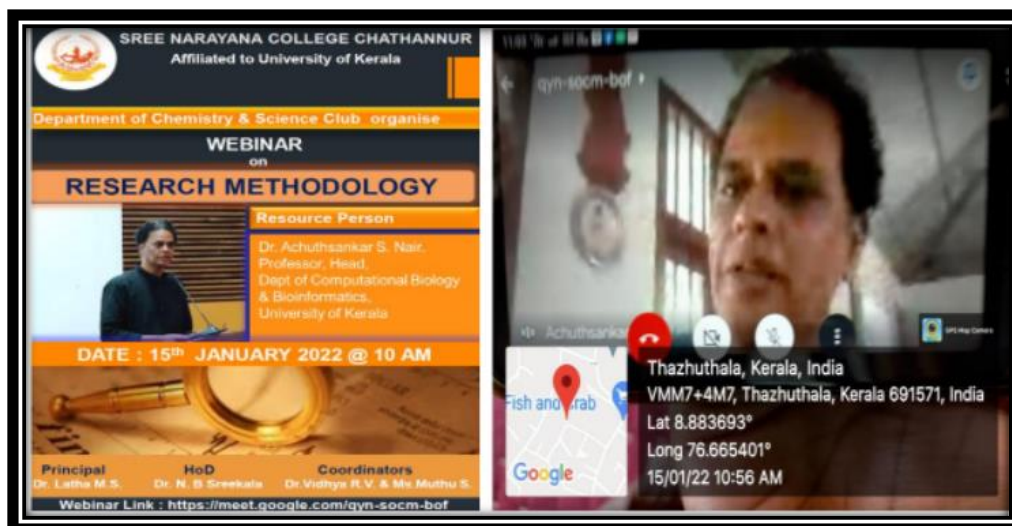 SREE NARAYANA COLLEGE CHATHANNUR
Affiliated to University of Kerala
Department of Chemistry & Science Club organise
WEBINAR
on
RESEARCH METHODOLOGY
Resource Person
Dr. Achuthsankar S. Nair.
Professor, Head,
Dept of Computational Biology
& Bioinformatics,
University of Kerala
DATE : 15th JANUARY 2022 @ 10 AM
Principal
Dr. Latha M.S.
HoD
Dr. N. B Sreekala
Coordinators
Dr.Vidhya R.V. & Ms Muthu S.
Webinar Link : https://meet.google.com/qyn-socm-bof
qyn-socm-bof
Achuthsankar
GPS Map Camera
Fish and
Google
Thazhuthala, Kerala, India
VMM7+4M7, Thazhuthala, Kerala 691571, India
Lat 8.883693°
Long 76.665401°
15/01/22 10:56 AM